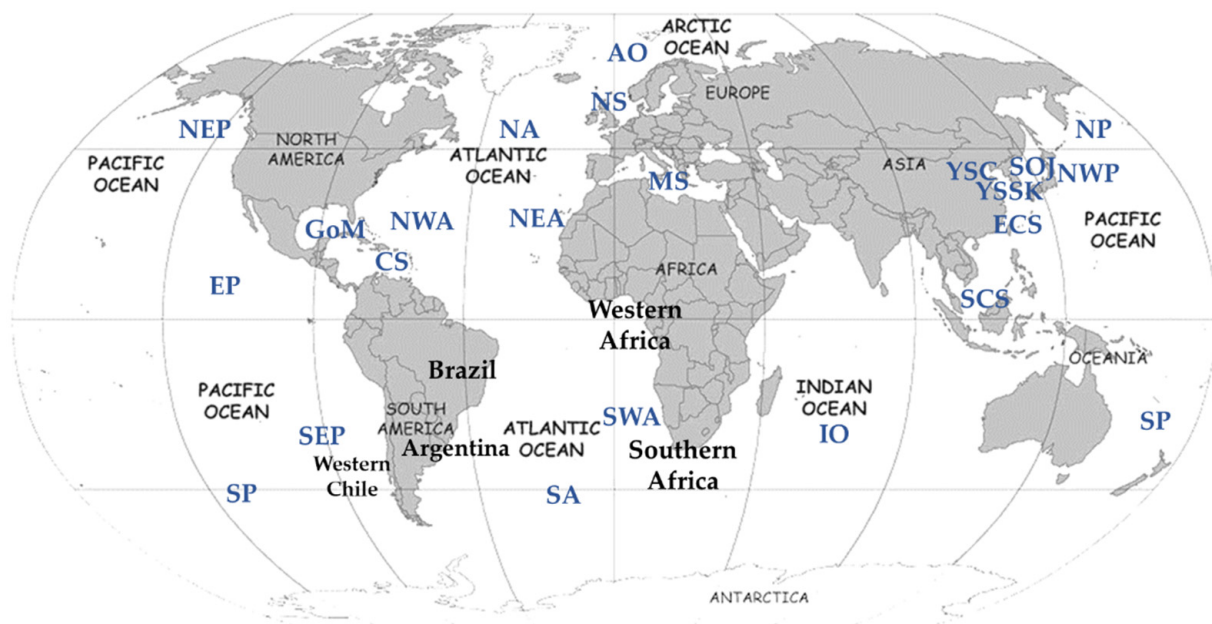 ARCTIC
OCEAN
AO
NS
EUROPE
NEP
NORTH
AMERICA
NA
NP
PACIFIC
OCEAN
ATLANTIC
OCEAN
ASIA
YSC
SOJ
NWP
YSSK
MS
GoM
NWA
NEA
ECS
PACIFIC
OCEAN
CS
AFRICA
EP
SCS
Western
Africa
OCEANIA
Brazil
PACIFIC
OCEAN
INDIAN
OCEAN
SOUTH
AMERICA
SWA
SP
SEP
ATLANTIC
OCEAN
IO
Argentina
Southern
Africa
Western
Chile
SP
SA
ANTARCTICA